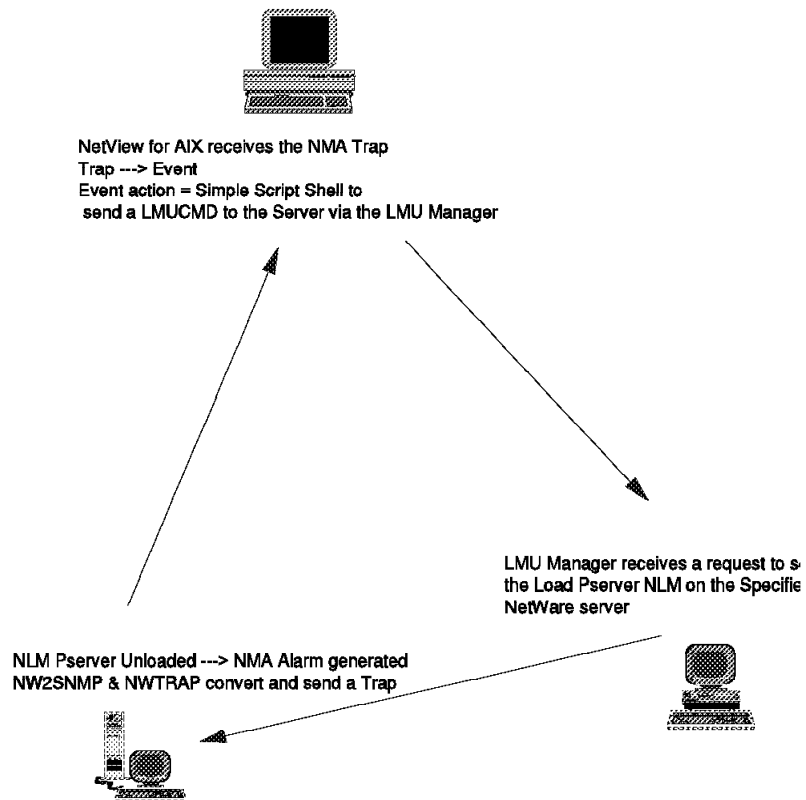 NetView for AIX receives the NMA Trap
Trap ---> Event
Event action = Simple Script Shell to
send a LMUCMD to the Server via the LMU Manager
LMU Manager receives a request to
the Load Pserver NLM on the
NetWare server
NLM Pserver Unloaded ---> NMA Alarm generated
NW2SNMP & NWTRAP convert and send a Trap